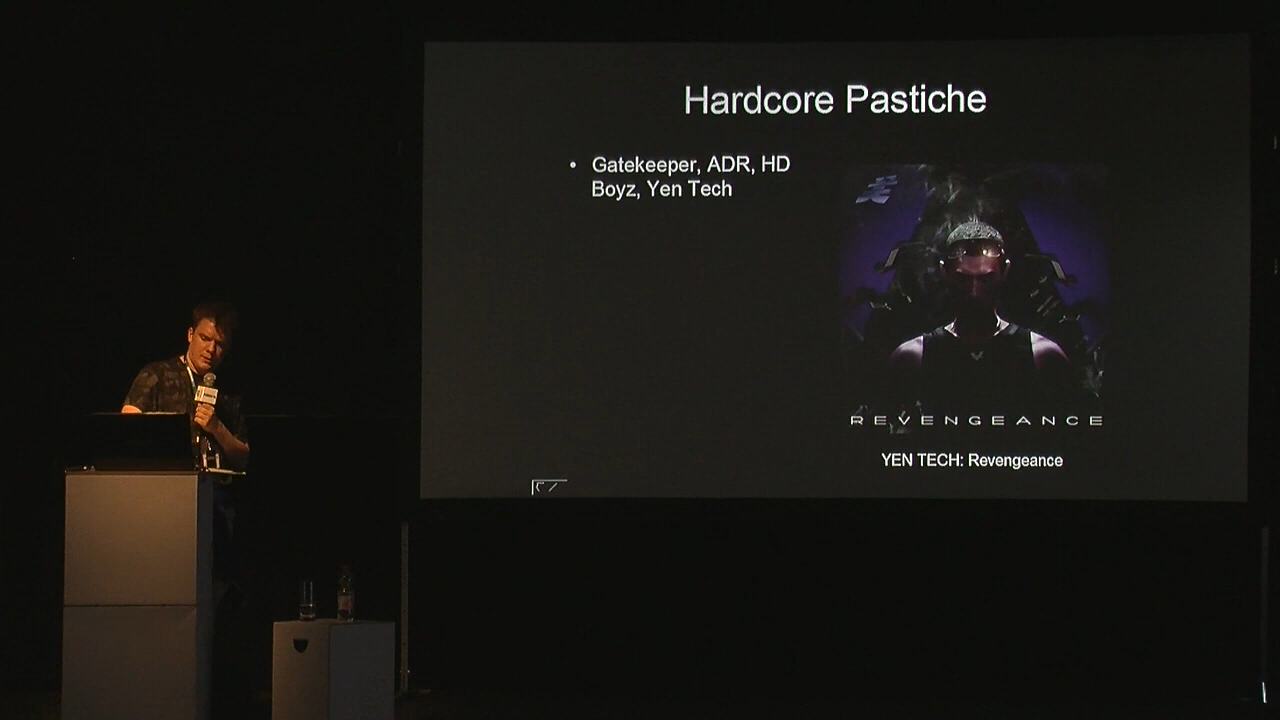 Hardcore Pastiche
• Gatekeeper, ADR, HD
Boyz, Yen Tech
REVENGEANCE
YEN TECH: Revengeance